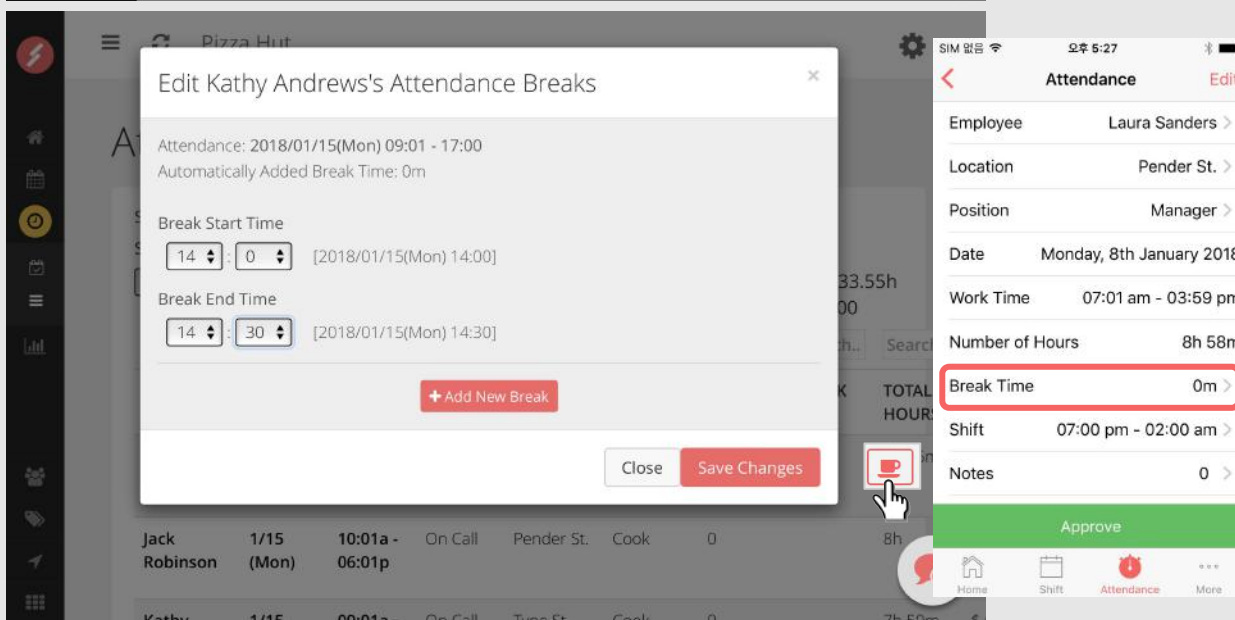 Pizza Hut
Edit Kathy Andrews's Attendance Breaks
×
Attendance: 2018/01/15(Mon) 09:01 - 17:00
Automatically Added Break Time: 0m
Break Start Time
14 : 0 [2018/01/15(Mon) 14:00]
Break End Time
14 : 30 [2018/01/15(Mon) 14:30]
+ Add New Break
Close Save Changes
33.55h
TOTAL
Jack 1/15 10:01a - On Call Pender St. Cook 0 8h
Robinson (Mon) 06:01p
SIM 없음 오후 5:27
Attendance Edit
Employee Laura Sanders >
Location Pender St. >
Position Manager >
Date Monday, 8th January 2018
Work Time 07:01 am - 03:59 pm
Number of Hours 8h 58m
Break Time 0m >
Shift 07:00 pm - 02:00 am >
Notes 0 >
Approve
Home Shift Attendance More